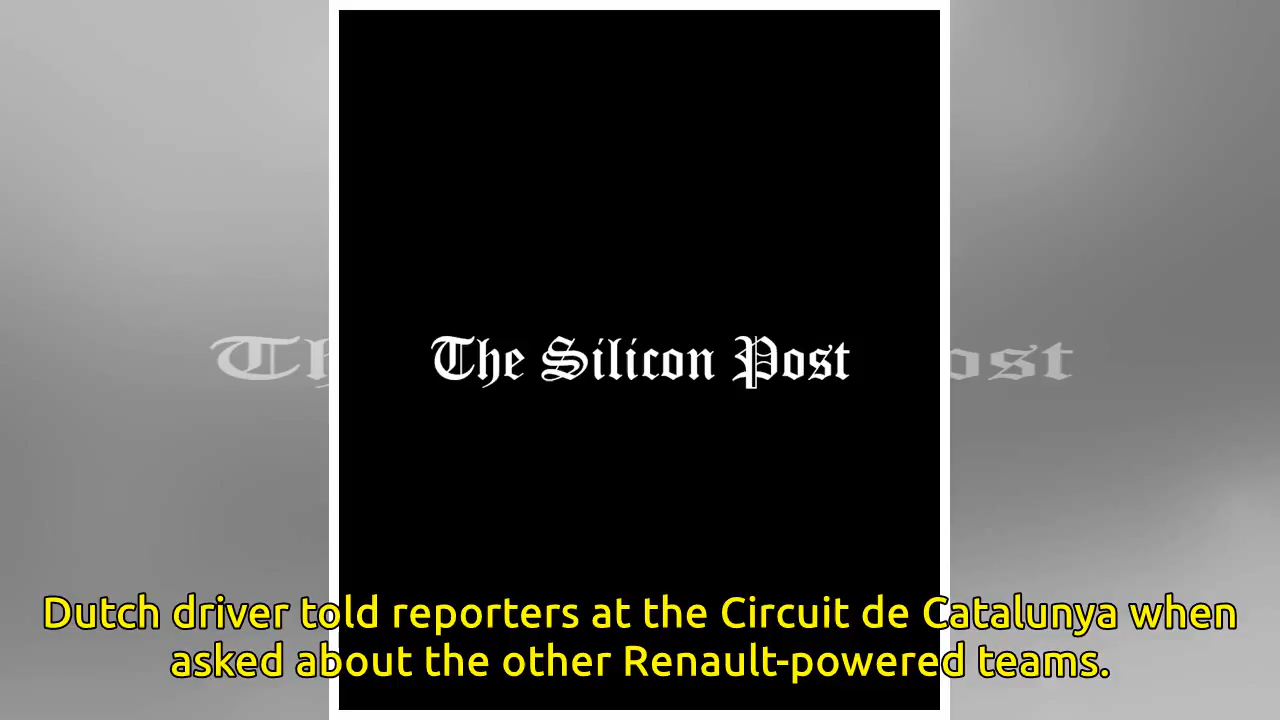 The Silicon Post
Dutch driver told reporters at the Circuit de Catalunya when
asked about the other Renault-powered teams.